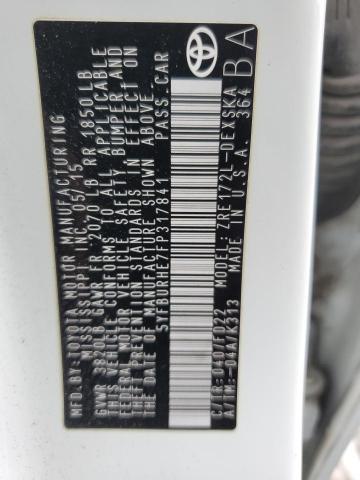 MFD.BY:TOYOTA MOTOR MANUFACTURING
MISSISSIPPI, INC. 05/15
GVWR 3820LB GAWR FR 2070LB RR 1850LB
THIS VEHICLE CONFORMS TO ALL APPLICABLE
FEDERAL MOTOR VEHICLE SAFETY BUMPER, AND
THEFT PREVENTION STANDARDS IN EFFECT ON
THE DATE OF MANUFACTURE SHOWN ABOVE.
5YFBURHE7FP317841 PASS.CAR
TOYOTA
MODEL: ZRE172L-DEXSKA
C/TR:040/FD22 U.S.A. 364
A/TM:-04A/K313 BA